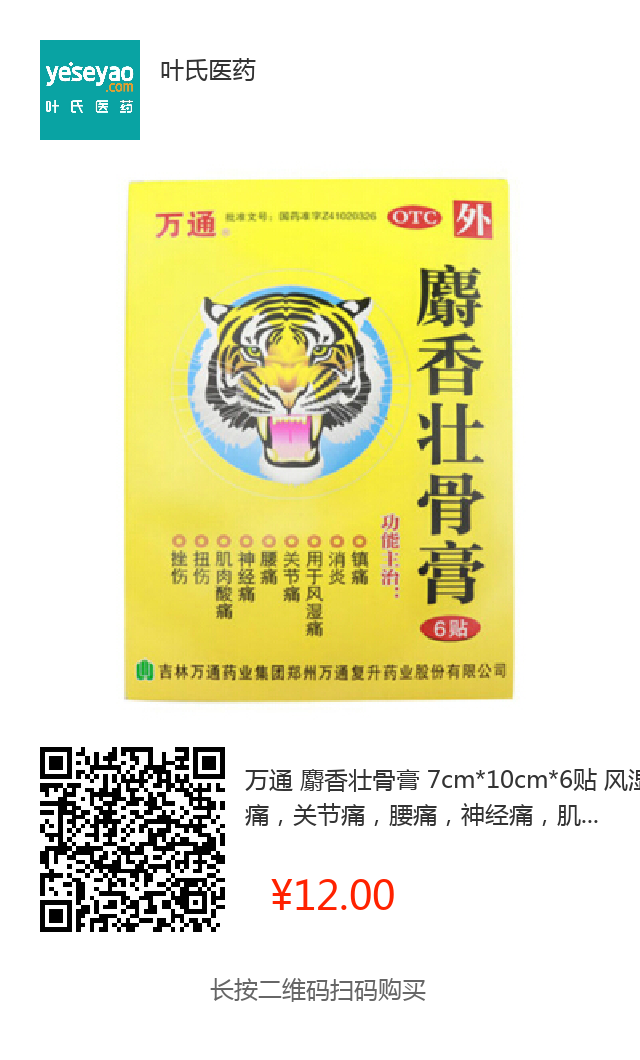 yeseyao
.com
叶氏医药
叶氏医药
万通
批准文号：国药准字Z41020326
OTC
外
麝香壮骨膏
6贴
功能主治：
镇痛
消炎
用于风湿痛
关节痛
腰痛
神经痛
肌肉酸痛
扭伤
挫伤
吉林万通药业集团郑州万通复升药业股份有限公司
万通 麝香壮骨膏 7cm*10cm*6贴 风湿
痛，关节痛，腰痛，神经痛，肌...
¥12.00
长按二维码扫码购买